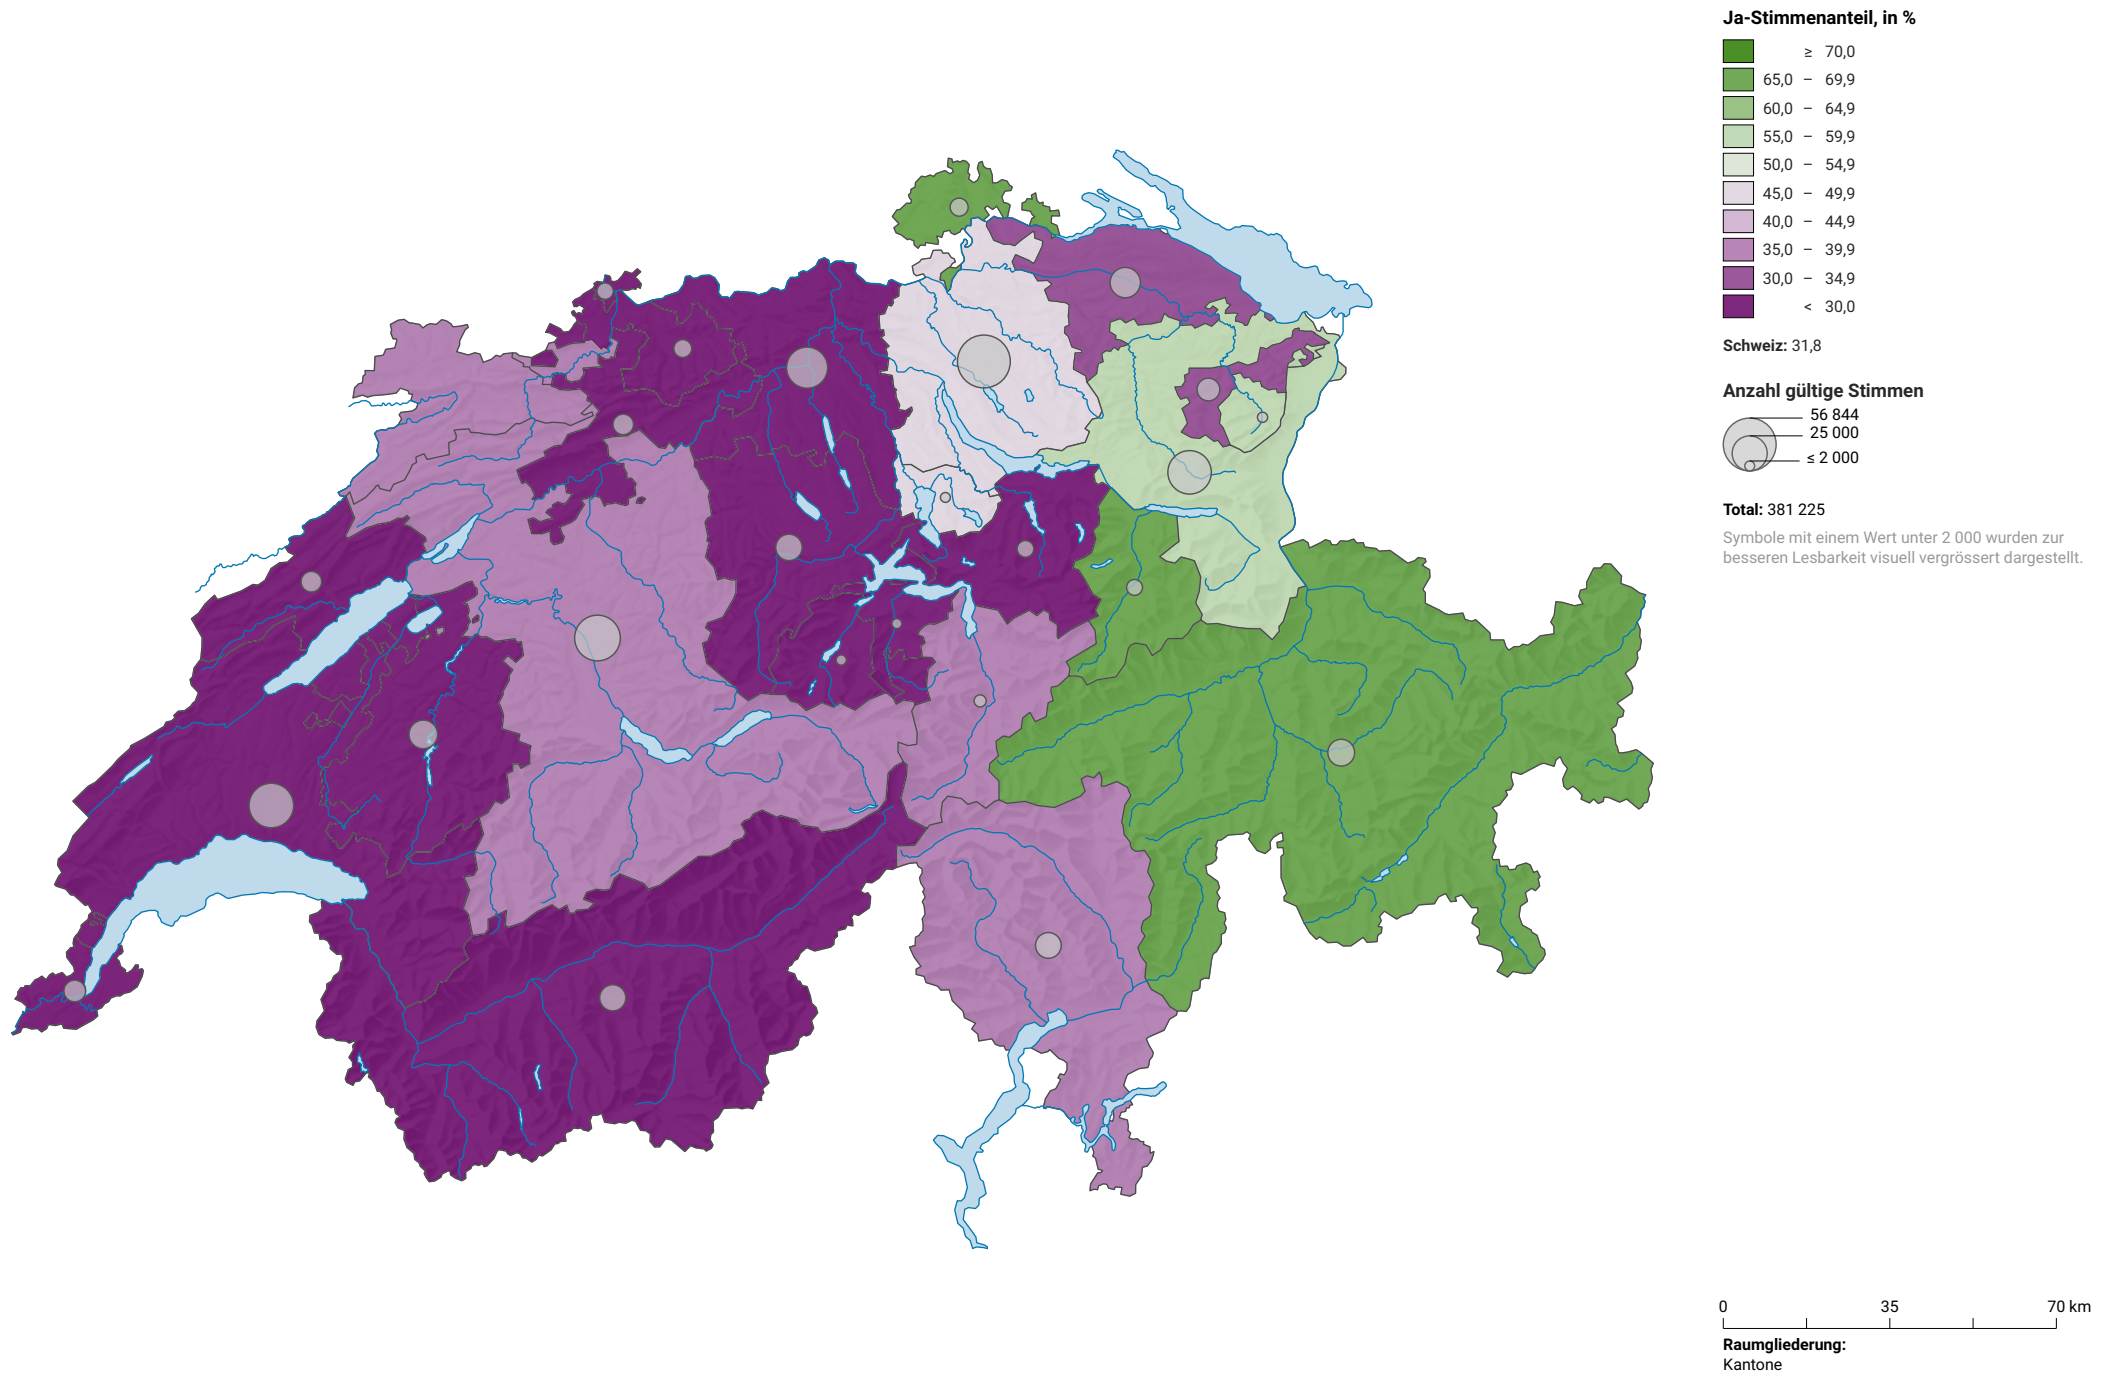 Ja-Stimmenanteil, in %
≥ 70,0
65,0 – 69,9
60,0 – 64,9
55,0 – 59,9
50,0 – 54,9
45,0 – 49,9
40,0 – 44,9
35,0 – 39,9
30,0 – 34,9
< 30,0
Schweiz: 31,8
Anzahl gültige Stimmen
56 844
25 000
≤ 2 000
Total: 381 225
Symbole mit einem Wert unter 2 000 wurden zur
besseren Lesbarkeit visuell vergrössert dargestellt.
0 35 70 km
Raumgliederung:
Kantone